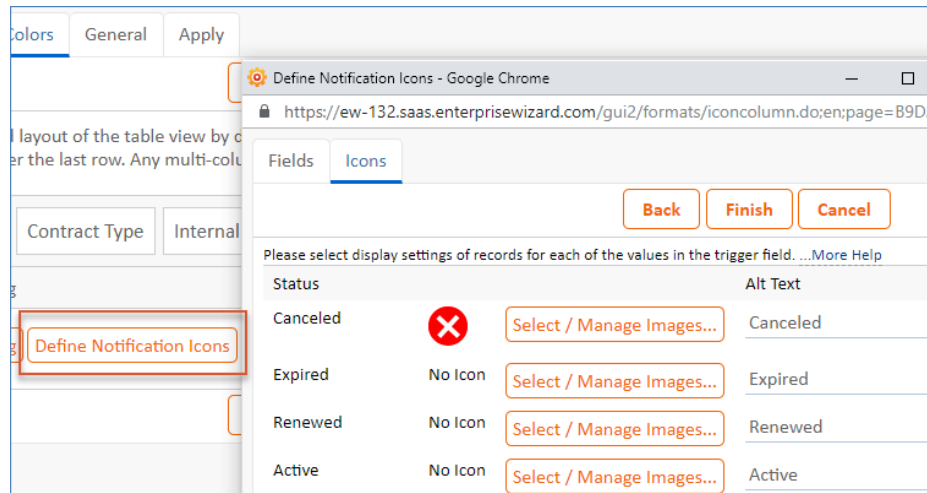 Colors General Apply
Define Notification Icons - Google Chrome
https://ew-132.saas.enterprisewizard.com/gui2/formats/iconcolumn.do;en;page=B9D
layout of the table view by
er the last row. Any multi-colu
Fields Icons
Back Finish Cancel
Contract Type Internal
Please select display settings of records for each of the values in the trigger field. ...More Help
Status Alt Text
Canceled Select / Manage Images... Canceled
Define Notification Icons
Expired No Icon Select / Manage Images... Expired
Renewed No Icon Select / Manage Images... Renewed
Active No Icon Select / Manage Images... Active